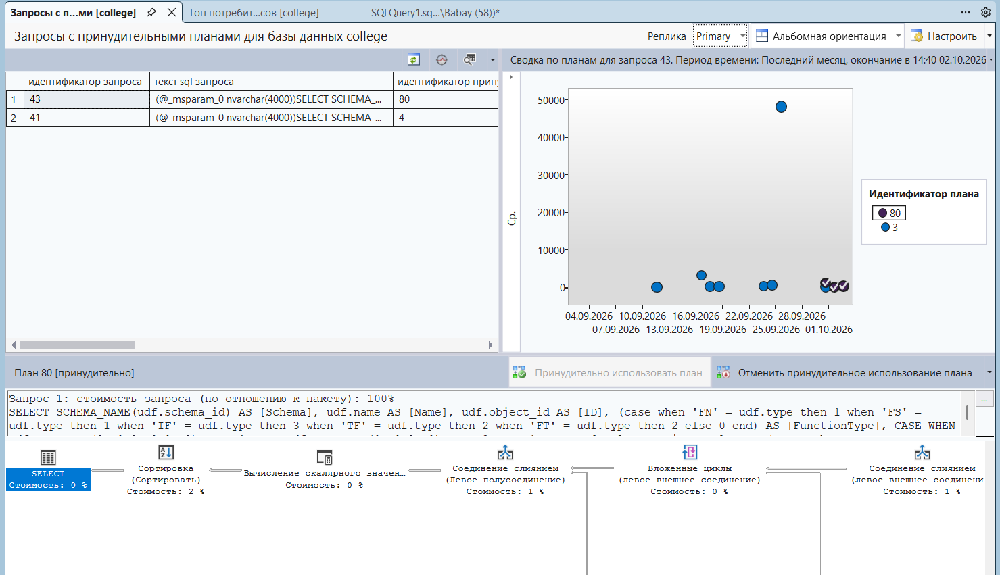 Запросы с п...ми [college]
Топ потребит...сов [college]
SQLQuery1.sq...\Babay (58))*
Запросы с принудительными планами для базы данных college
Реплика
Primary
Альбомная ориентация
Настроить
Сводка по планам для запроса 43. Период времени: Последний месяц, окончание в 14:40 02.10.2026
идентификатор запроса
текст sql запроса
идентификатор прин
1
43
(@_msparam_0 nvarchar(4000))SELECT SCHEMA_...
80
2
41
(@_msparam_0 nvarchar(4000))SELECT SCHEMA_...
4
Ср.
50000
40000
30000
20000
10000
0
04.09.2026
10.09.2026
16.09.2026
22.09.2026
28.09.2026
07.09.2026
13.09.2026
19.09.2026
25.09.2026
01.10.2026
Идентификатор плана
80
3
План 80 [принудительно]
Принудительно использовать план
Отменить принудительное использование плана
Запрос 1: стоимость запроса (по отношению к пакету): 100%
SELECT SCHEMA_NAME(udf.schema_id) AS [Schema], udf.name AS [Name], udf.object_id AS [ID], (case when 'FN' = udf.type then 1 when 'FS' =
udf.type then 1 when 'IF' = udf.type then 3 when 'TF' = udf.type then 2 when 'FT' = udf.type then 2 else 0 end) AS [FunctionType], CASE WHEN
...
SELECT
Стоимость: 0 %
Сортировка
(Сортировать)
Стоимость: 2 %
Вычисление скалярного значен...
Стоимость: 0 %
Соединение слиянием
(Левое полусоединение)
Стоимость: 1 %
Вложенные циклы
(левое внешнее соединение)
Стоимость: 0 %
Соединение слиянием
(левое внешнее соединени
Стоимость: 1 %